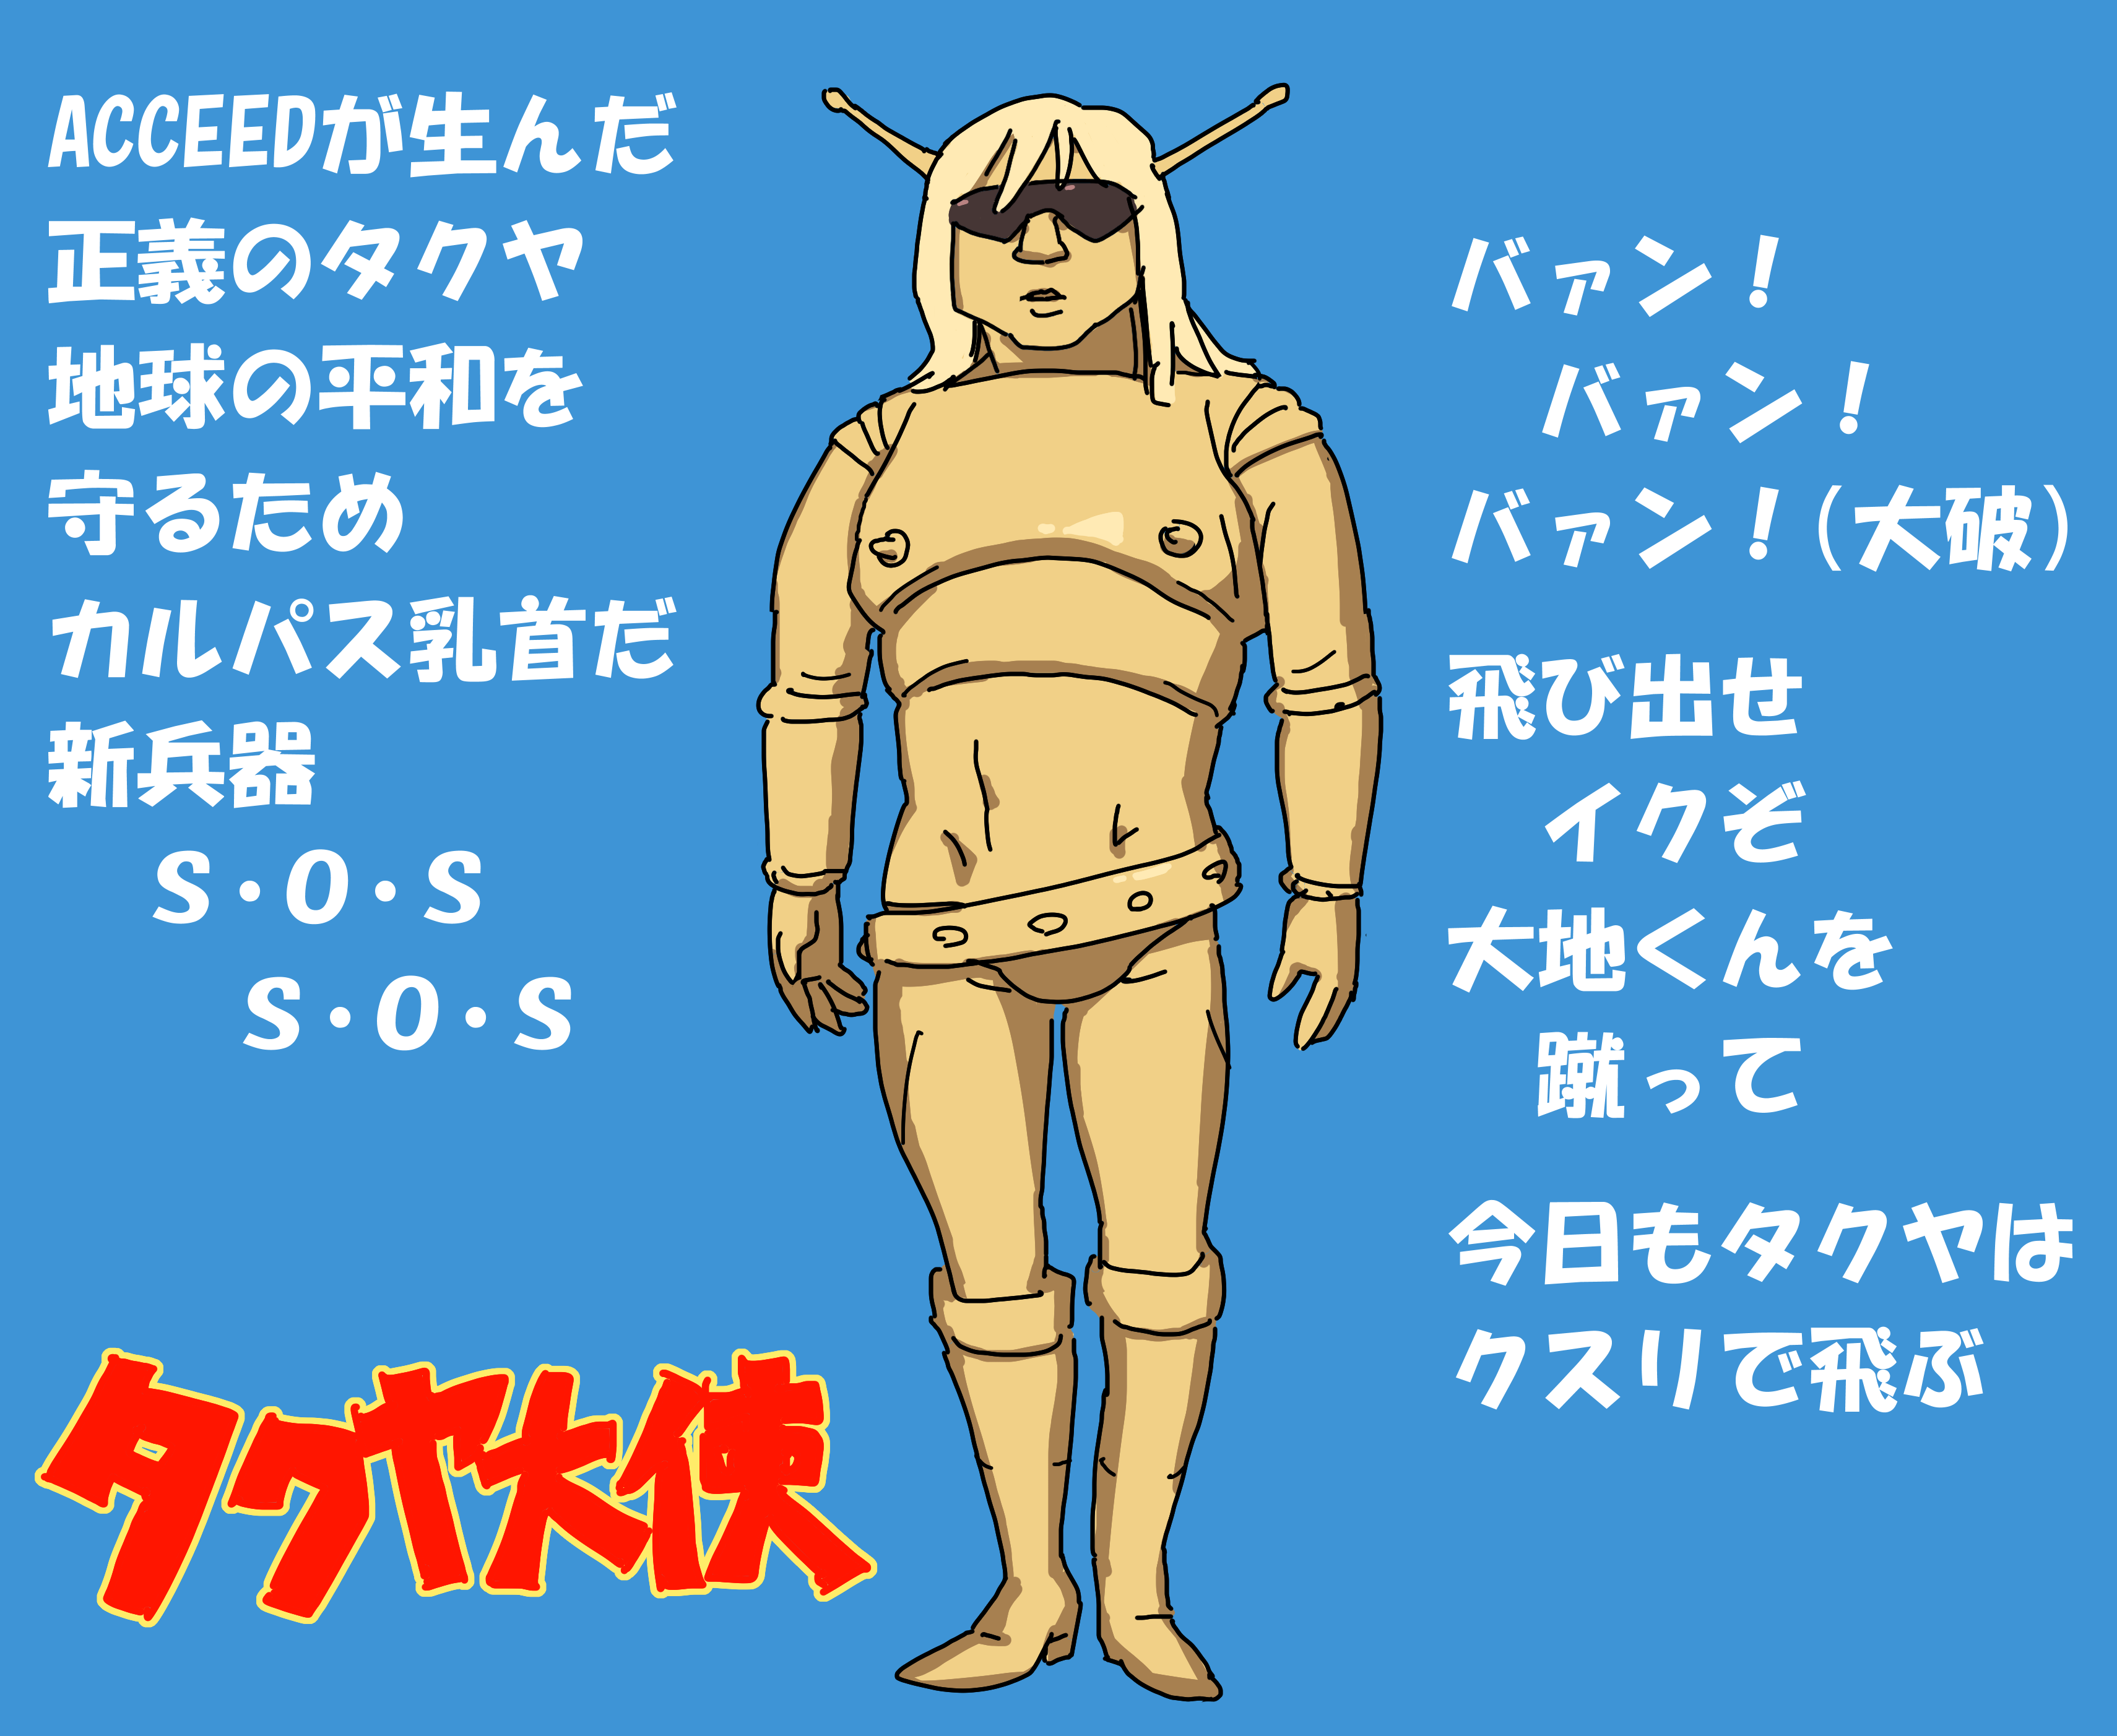 ACCEEDが生んだ
正義のタクヤ
地球の平和を
守るため
カルパス乳首だ
新兵器
S・O・S
S・O・S
バァン!
バァン!
バァン!(大破)
飛び出せ
イクぞ
大地くんを
蹴って
今日もタクヤは
クスリで飛ぶ
タクヤ大使